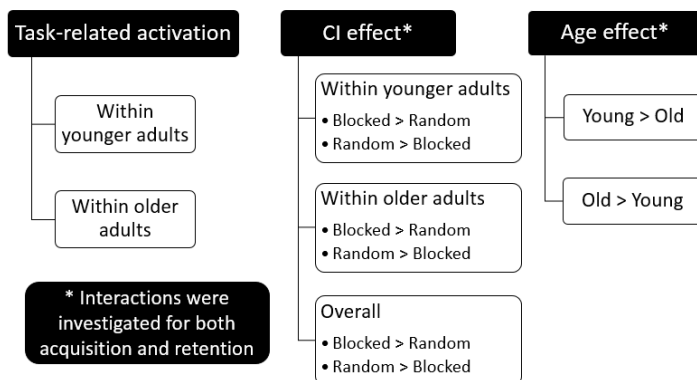 Task-related activation
Within
younger adults
Within older
adults
* Interactions were
investigated for both
acquisition and retention
CI effect*
Within younger adults
• Blocked > Random
• Random > Blocked
Within older adults
• Blocked > Random
• Random > Blocked
Overall
• Blocked > Random
• Random > Blocked
Age effect*
Young > Old
Old > Young